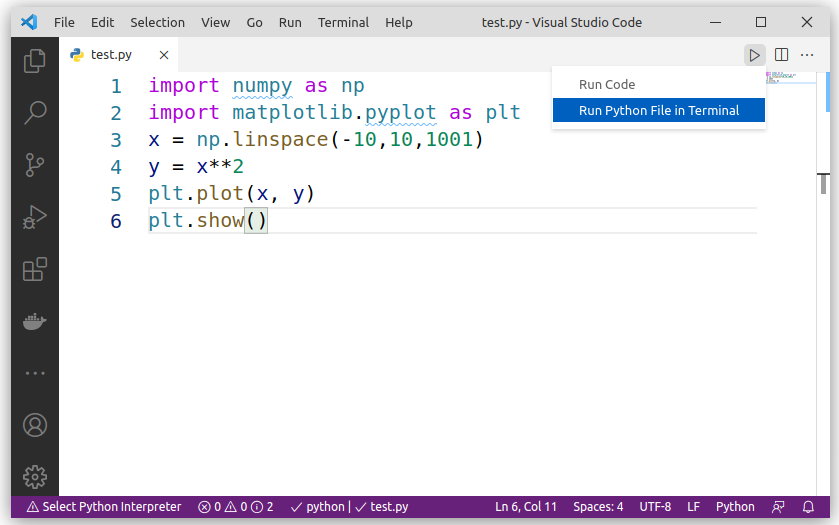 File Edit Selection View Go Run Terminal Help test.py - Visual Studio Code
test.py
Run Code
Run Python File in Terminal
1 import numpy as np
2 import matplotlib.pyplot as plt
3 x = np.linspace(-10,10,1001)
4 y = x**2
5 plt.plot(x, y)
6 plt.show()
Select Python Interpreter 0 0 2 python | test.py Ln 6, Col 11 Spaces: 4 UTF-8 LF Python